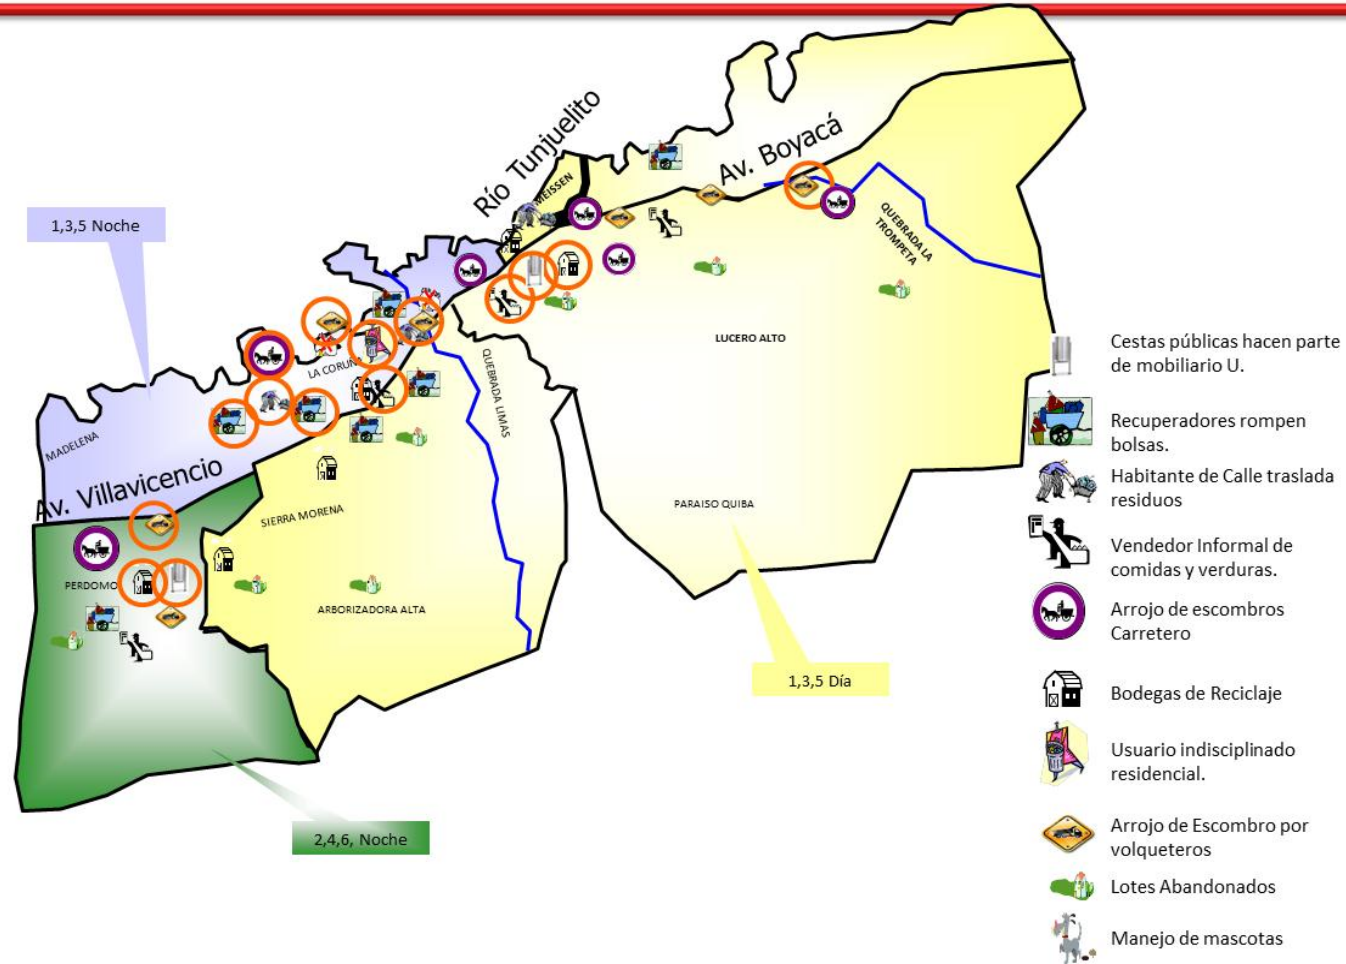 Río Tunjuelito
Av. Boyacá
MEISSEN
1,3,5 Noche
QUEBRADA LA
TROMPETA
LUCERO ALTO
LA CORUÑA
QUEBRADA LIMAS
MADELENA
Av. Villavicencio
SIERRA MORENA
PARAISO QUIBA
PERDOMO
ARBORIZADORA ALTA
1,3,5 Día
2,4,6, Noche
Cestas públicas hacen parte
de mobiliario U.
Recuperadores rompen
bolsas.
Habitante de Calle traslada
residuos
Vendedor Informal de
comidas y verduras.
Arrojo de escombros
Carretero
Bodegas de Reciclaje
Usuario indisciplinado
residencial.
Arrojo de Escombro por
volqueteros
Lotes Abandonados
Manejo de mascotas